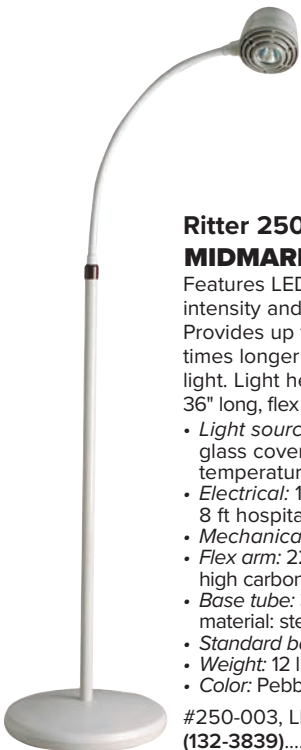 Ritter 250
MIDMARK
Features LED
intensity and
Provides up
times longer
light. Light he
36" long, flex
• Light sourc
glass cover
temperatur
• Electrical: 1
8 ft hospita
• Mechanica
• Flex arm: 22
high carbon
• Base tube:
material: ste
• Standard ba
• Weight: 12 l
• Color: Pebb
#250-003, L
(132-3839)...